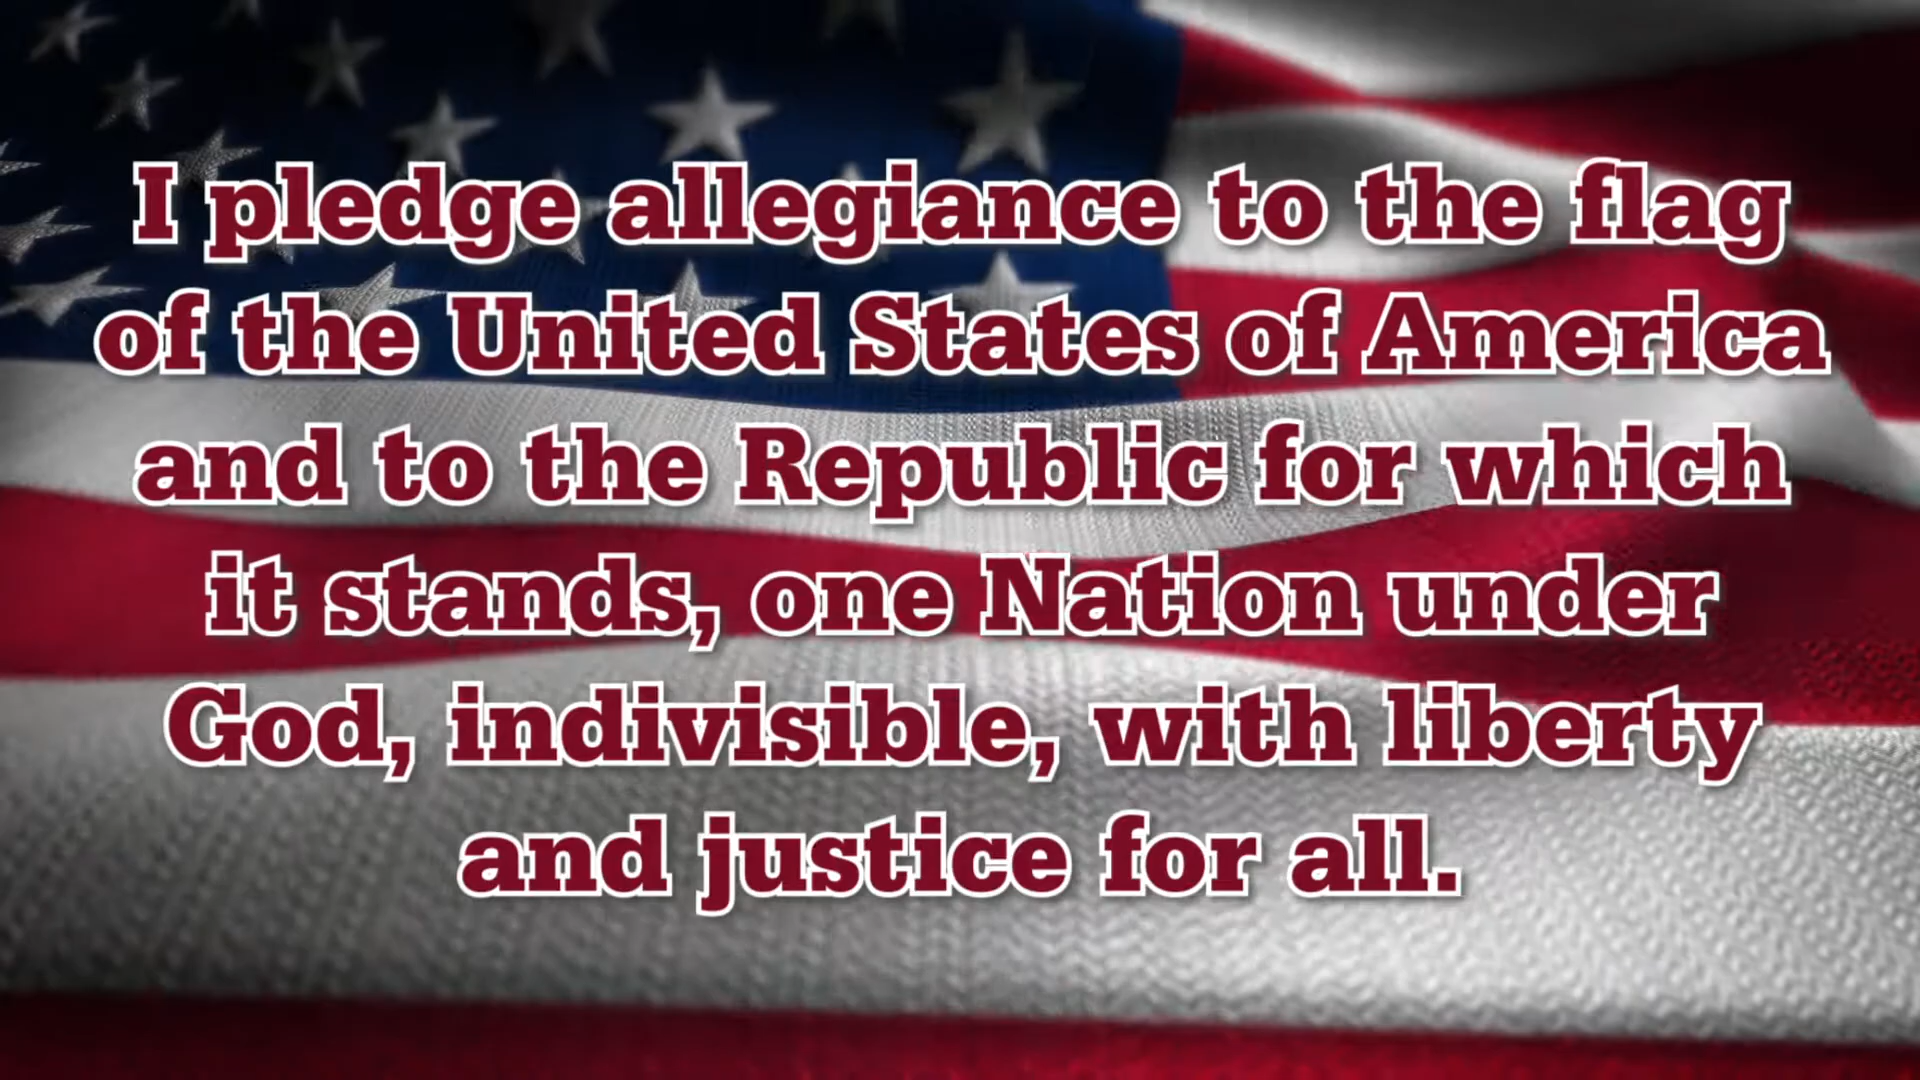 I pledge allegiance to the flag
of the United States of America
and to the Republic for which
it stands, one Nation under
God, indivisible, with liberty
and justice for all.